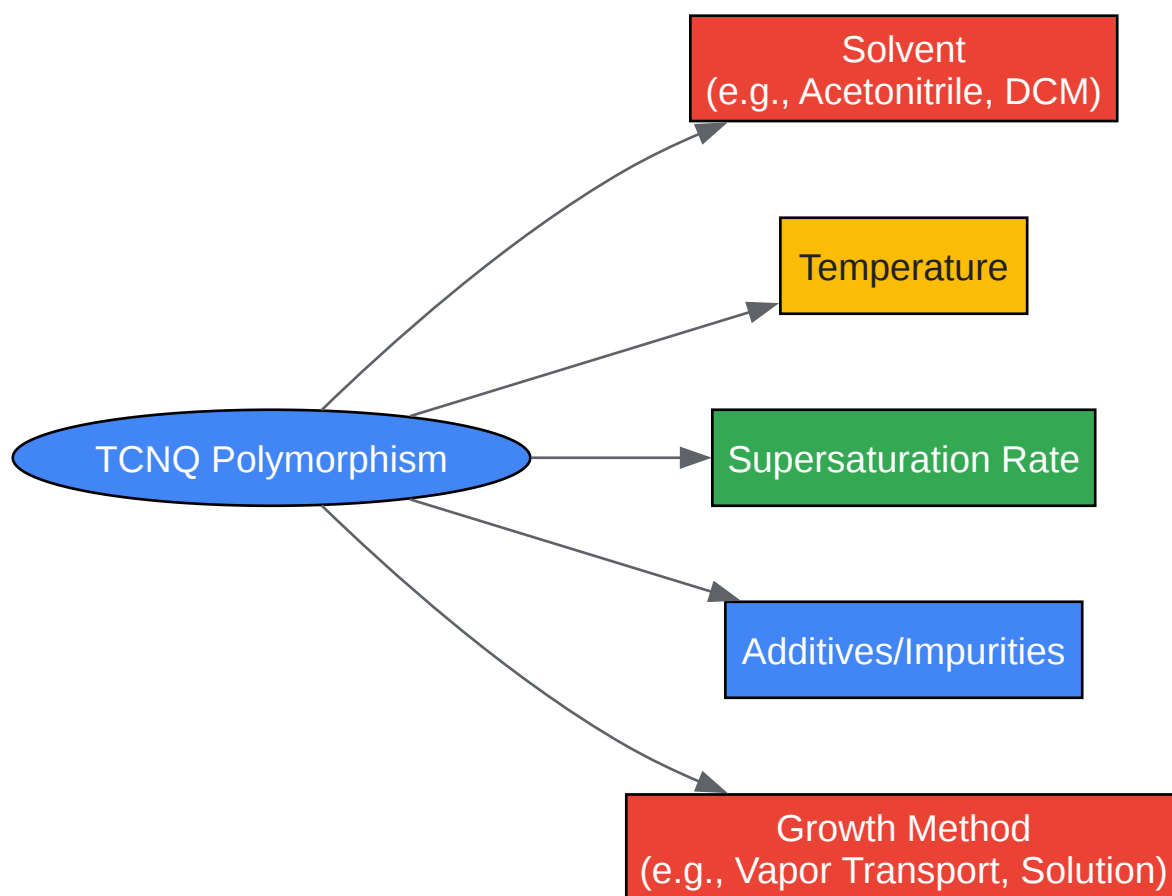 Solvent
(e.g., Acetonitrile, DCM)
Temperature
TCNQ Polymorphism
Supersaturation Rate
Additives/Impurities
Growth Method
(e.g., Vapor Transport, Solution)